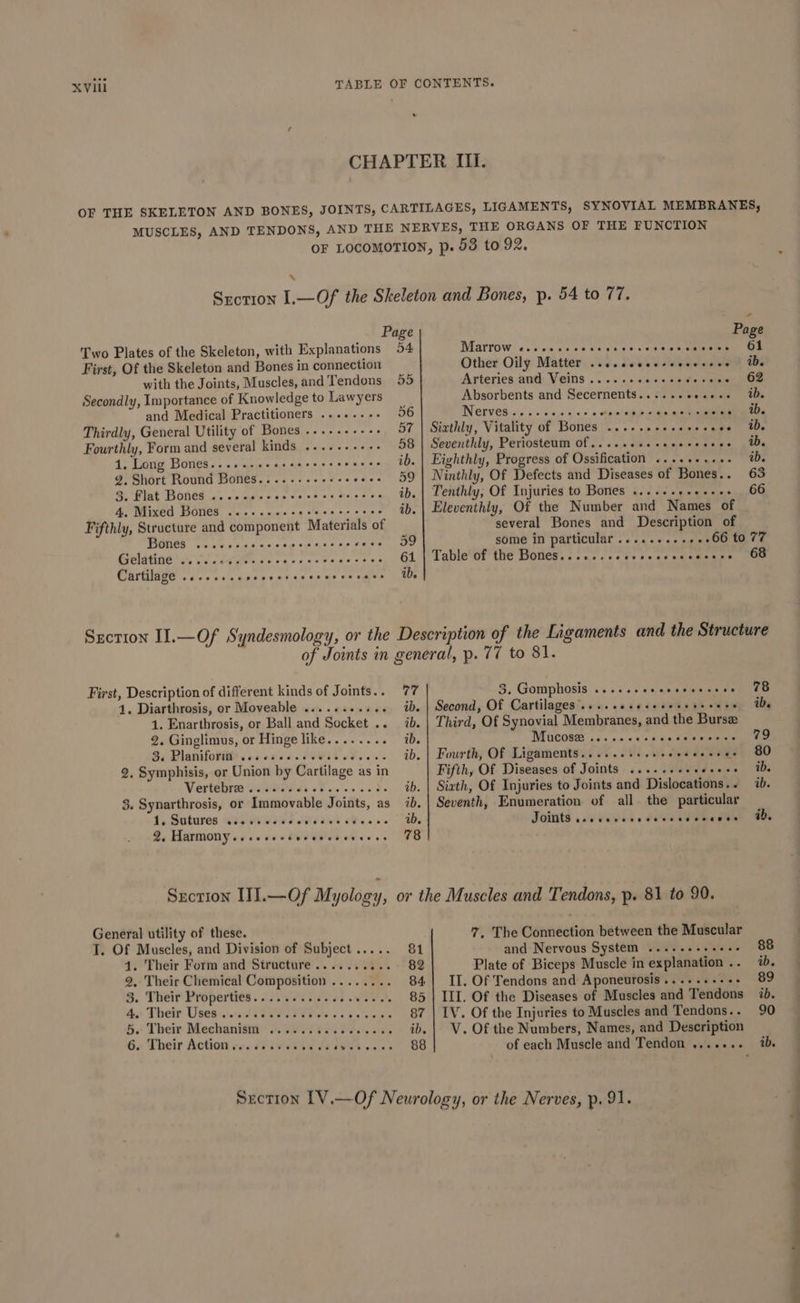 xviii TABLE OF CONTENTS.
CHAPTER III.
OF THE SKELETON AND BONES, JOINTS, CARTILAGES, LIGAMENTS, SYNOVIAL MEMBRANES,
MUSCLES, AND TENDONS, AND THE NERVES, THE ORGANS OF THE FUNCTION
OF LOCOMOTION, p. 53 to 92.
SECTION I.—Of the Skeleton and Bones, p. 54 to 77.
Page
Two Plates of the Skeleton, with Explanations 54
First, Of the Skeleton and Bones in connection
with the Joints, Muscles, and Tendons 55
Secondly, Importance of Knowledge to Lawyers
and Medical Practitioners ........ 56
Thirdly, General Utility of Bones .......... 57
Fourthly, Form and several kinds .......... 58
1. Long Bones.................... ib.
2. Short Round Bones.............. 59
3. Flat Bones .................... ib.
4. Mixed Bones .................. ib.
Fifthly, Structure and component Materials of
Bones ........................ 59
Gelatine ........................ 61
Cartilage ........................ ib.
Page
Marrow ........................ 61
Other Oily Matter ................ ib.
Arteries and Veins ................ 62
Absorbents and Secernents.......... ib.
Nerves ........................ ib.
Sixthly, Vitality of Bones .............. ib.
Seventhly, Periosteum of................ ib.
Eighthly, Progress of Ossification .......... ib.
Ninthly, Of Defects and Diseases of Bones.. 63
Tenthly, Of Injuries to Bones ............ 66
Eleventhly, Of the Number and Names of
several Bones and Description of
some in particular ............66 to 77
Table of the Bones.................... 68
SECTION II.—Of Syndesmology, or the Description of the Ligaments and the Structure
of Joints in general, p. 77 to 81.
First, Description of different kinds of Joints.. 77
1. Diarthrosis, or Moveable .......... ib.
1. Enarthrosis, or Ball and Socket .. ib.
2. Ginglimus, or Hinge like........ ib.
3. Planiform .................... ib.
2. Symphisis, or Union by Cartilage as in
Vertebræ .................... ib.
3. Synarthrosis, or Immovable Joints, as ib.
1. Sutures .................... ib.
2. Harmony.................... 78
3. Gomphosis .................. 78
Second, Of Cartilages .................. ib.
Third, Of Synovial Membranes, and the Bursæ
Mucosæ ...................... 79
Fourth, Of Ligaments.................. 80
Fifth, Of Diseases of Joints ............ ib.
Sixth, Of Injuries to Joints and Dislocations.. ib.
Seventh, Enumeration of all the particular
Joints ...................... ib.
SECTION III.—Of Myology, or the Muscles and Tendons, p. 81 to 90.
General utility of these.
I. Of Muscles, and Division of Subject ..... 81
1. Their Form and Structure .......... 82
2. Their Chemical Composition ........ 84
3. Their Properties.................. 85
4. Their Uses ...................... 87
5. Their Mechanism ................ ib.
6. Their Action .................... 88
7. The Connection between the Muscular
and Nervous System ............ 88
Plate of Biceps Muscle in explanation .. ib.
II. Of Tendons and Aponeurosis .......... 89
III. Of the Diseases of Muscles and Tendons ib.
IV. Of the Injuries to Muscles and Tendons.. 90
V. Of the Numbers, Names, and Description
of each Muscle and Tendon ....... ib.
SECTION IV.—Of Neurology, or the Nerves, p. 91.